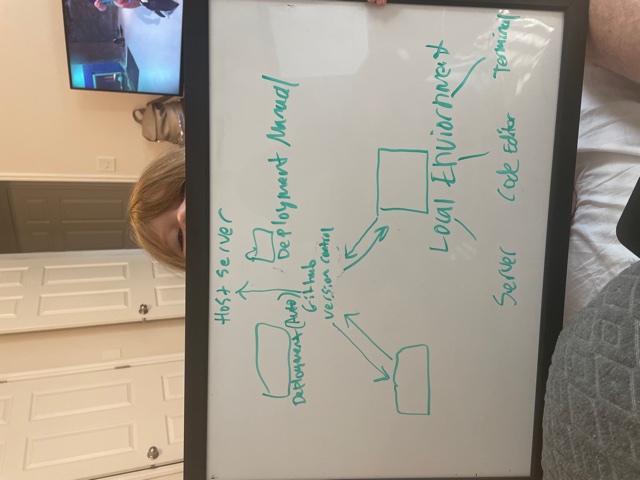 Host Server
Deployment (Auto)
Deployment Manual
Github
version control
Local Enviornment
Server
Code Editor
Terminal